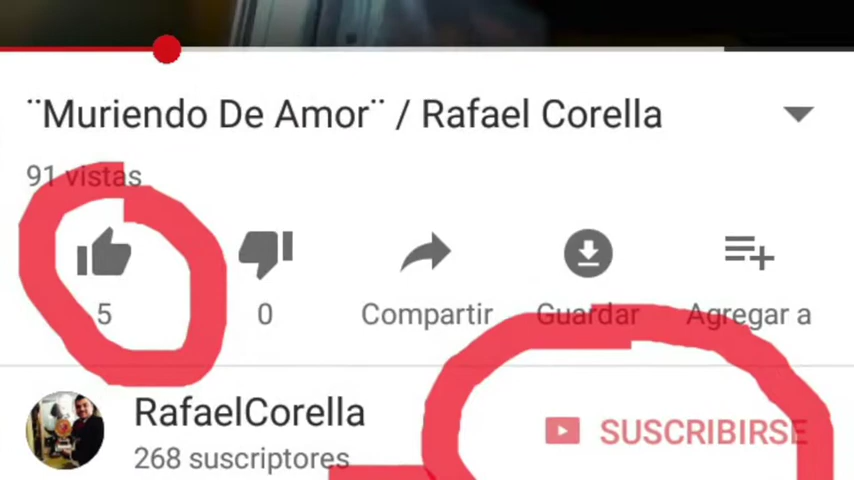 ¨Muriendo De Amor¨ / Rafael Corella
91 vistas
5
0
Compartir
Guardar
Agregar a
RafaelCorella
SUSCRIBIRSE
268 suscriptores